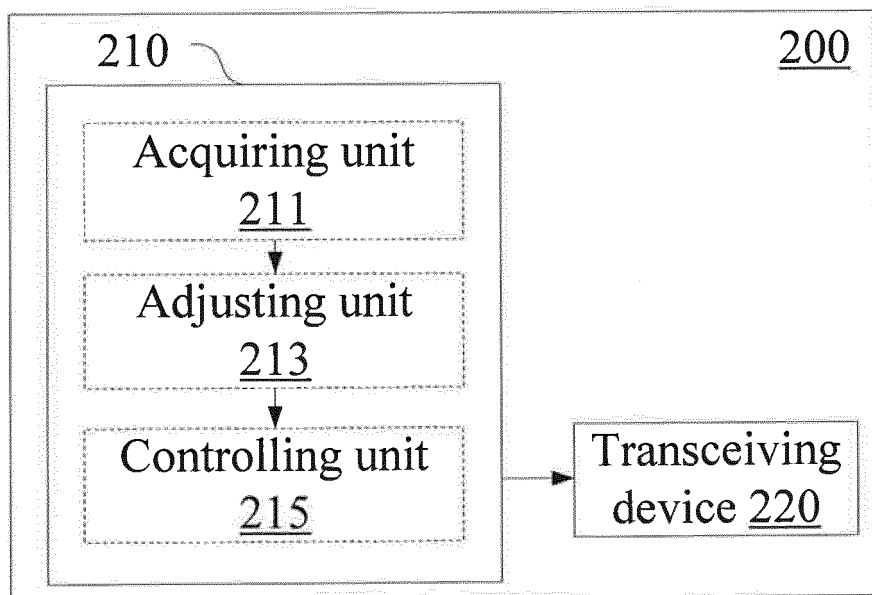 210
200
Acquiring unit
211
Adjusting unit
213
Controlling unit
215
Transceiving
device 220